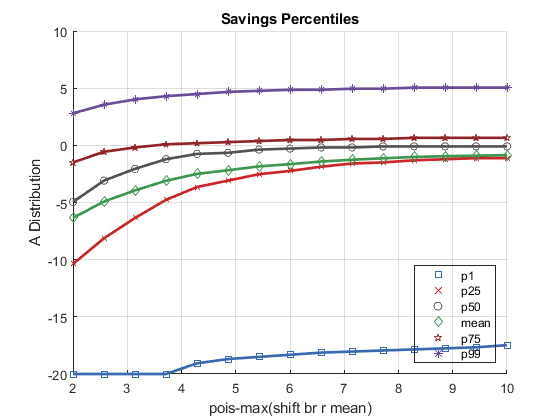 Savings Percentiles
10
5
0
-5
-10
-15
-20
A Distribution
p1
p25
p50
mean
p75
p99
2 3 4 5 6 7 8 9 10
pois-max(shift br r mean)